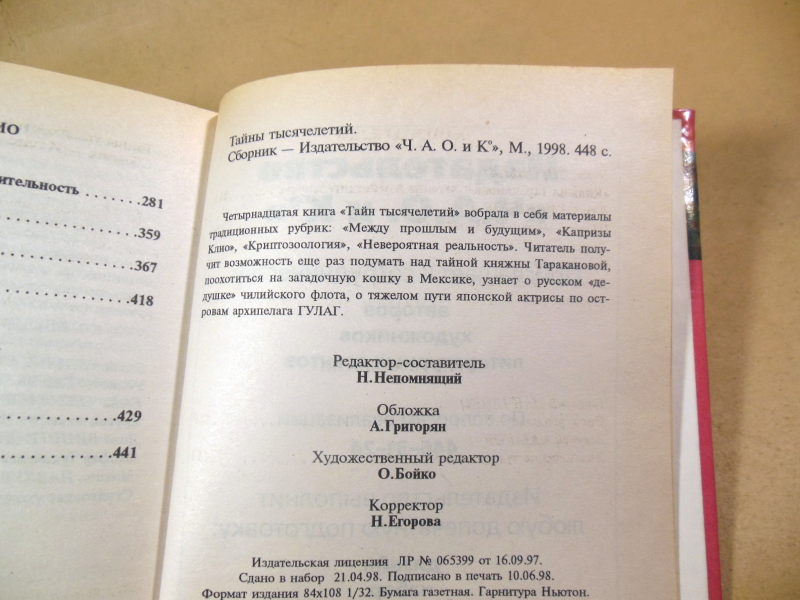 ИО
ительность . . . . . . .281
359
367
418
429
441
Тайны тысячелетий.
Сборник — Издательство «Ч. А. О. и К°», М., 1998. 448 с.
Четырнадцатая книга «Тайн тысячелетий» вобрала в себя материалы
традиционных рубрик: «Между прошлым и будущим», «Капризы
Клио», «Криптозоология», «Невероятная реальность». Читатель полу-
чит возможность еще раз подумать над тайной княжны Таракановой,
поохотиться на загадочную кошку в Мексике, узнает о русском «де-
душке» чилийского флота, о тяжелом пути японской актрисы по ост-
ровам архипелага ГУЛАГ.
Редактор-составитель
Н.Непомнящий
Обложка
А.Григорян
Художественный редактор
О.Бойко
Корректор
Н.Егорова
Издательская лицензия ЛР № 065399 от 16.09.97.
Сдано в набор 21.04.98. Подписано в печать 10.06.98.
Формат издания 84х108 1/32. Бумага газетная. Гарнитура Ньютон.